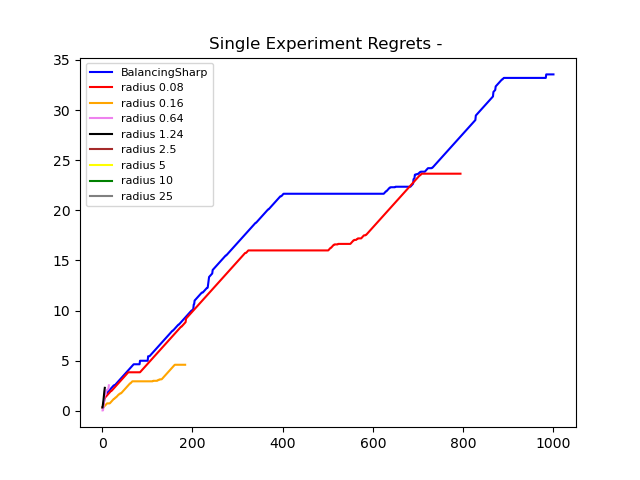 Single Experiment Regrets -
35
30
25
20
15
10
5
0
BalancingSharp
radius 0.08
radius 0.16
radius 0.64
radius 1.24
radius 2.5
radius 5
radius 10
radius 25
0 200 400 600 800 1000